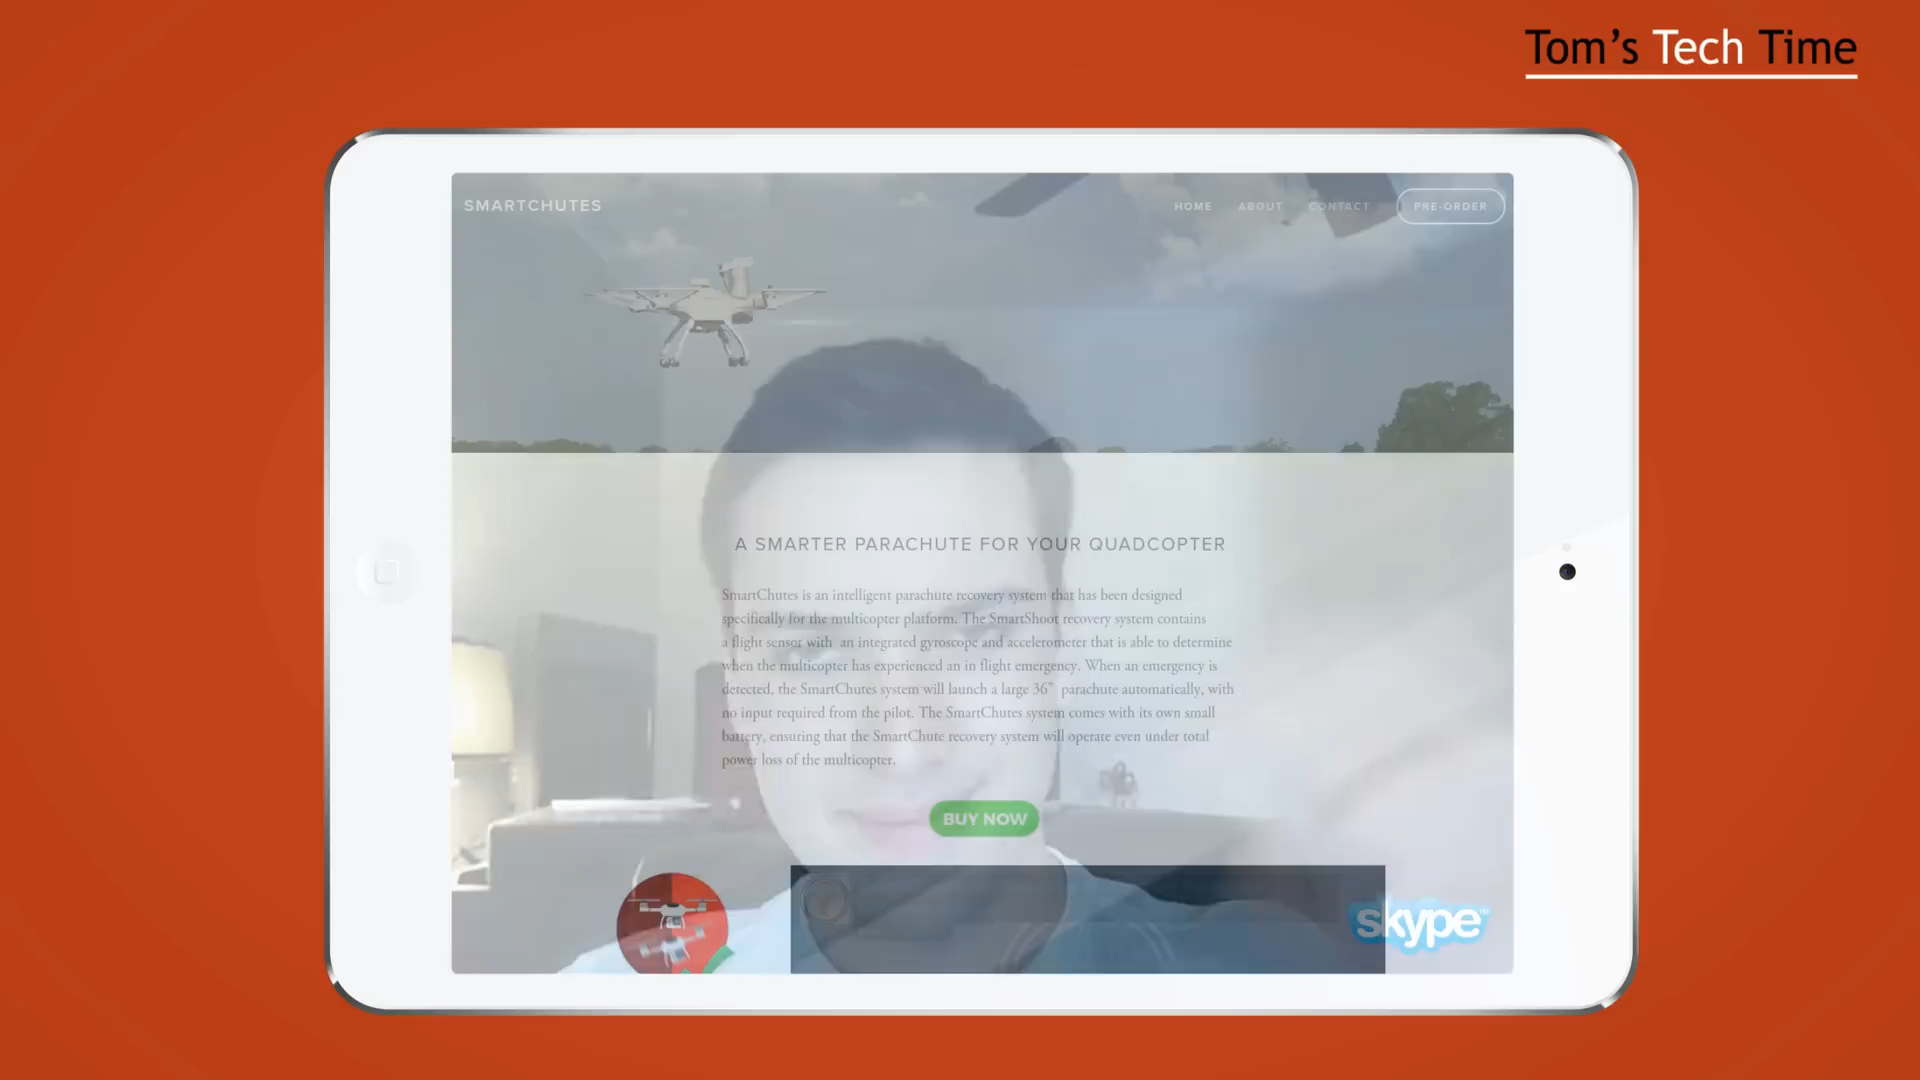 Tom's Tech Time
SMARTCHUTES
HOME ABOUT CONTACT PRE-ORDER
A SMARTER PARACHUTE FOR YOUR QUADCOPTER
SmartChutes is an intelligent parachute recovery system that has been designed
specifically for the multicopter platform. The SmartShoot recovery system contains
a flight sensor with an integrated gyroscope and accelerometer that is able to determine
when the multicopter has experienced an in flight emergency. When an emergency is
detected, the SmartChutes system will launch a large 36" parachute automatically, with
no input required from the pilot. The SmartChutes system comes with its own small
battery, ensuring that the SmartChute recovery system will operate even under total
power loss of the multicopter.
BUY NOW
skype™